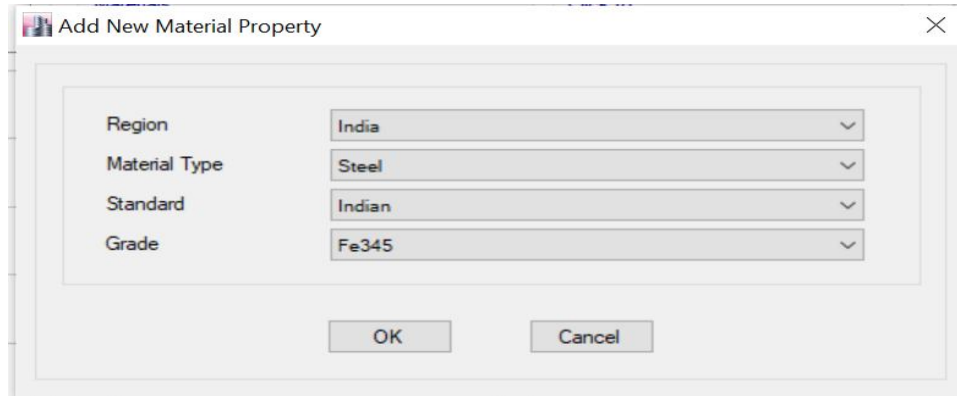 Add New Material Property
Region India
Material Type Steel
Standard Indian
Grade Fe345
OK Cancel